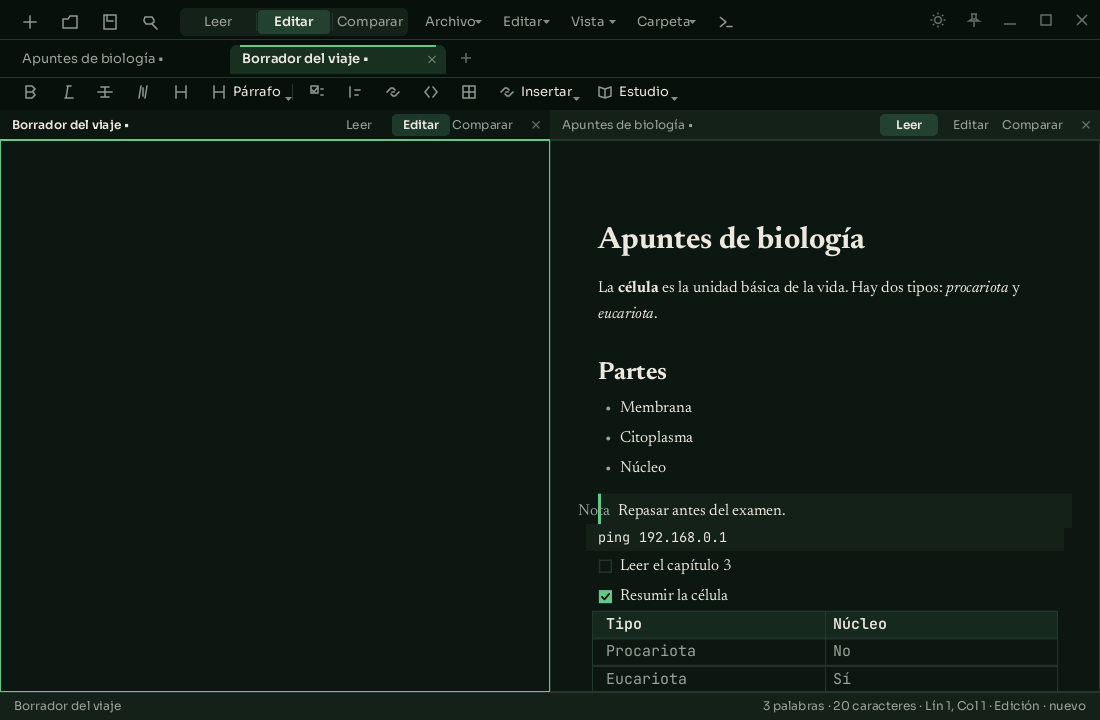 Leer Editar Comparar Archivo Editar Vista Carpeta
Apuntes de biología •
Borrador del viaje •
B I H H Párrafo Insertar Estudio
Borrador del viaje • Leer Editar Comparar
Apuntes de biología • Leer Editar Comparar
Apuntes de biología
La célula es la unidad básica de la vida. Hay dos tipos: procariota y
eucariota.
Partes
• Membrana
• Citoplasma
• Núcleo
Nota Repasar antes del examen.
ping 192.168.0.1
Leer el capítulo 3
Resumir la célula
Tipo Núcleo
Procariota No
Eucariota Sí
Borrador del viaje
3 palabras · 20 caracteres · Lín 1, Col 1 · Edición · nuevo